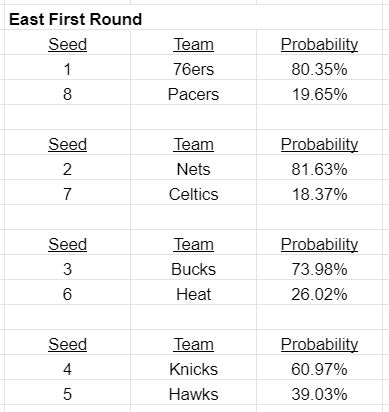 East First Round
Seed Team Probability
1 76ers 80.35%
8 Pacers 19.65%
Seed Team Probability
2 Nets 81.63%
7 Celtics 18.37%
Seed Team Probability
3 Bucks 73.98%
6 Heat 26.02%
Seed Team Probability
4 Knicks 60.97%
5 Hawks 39.03%